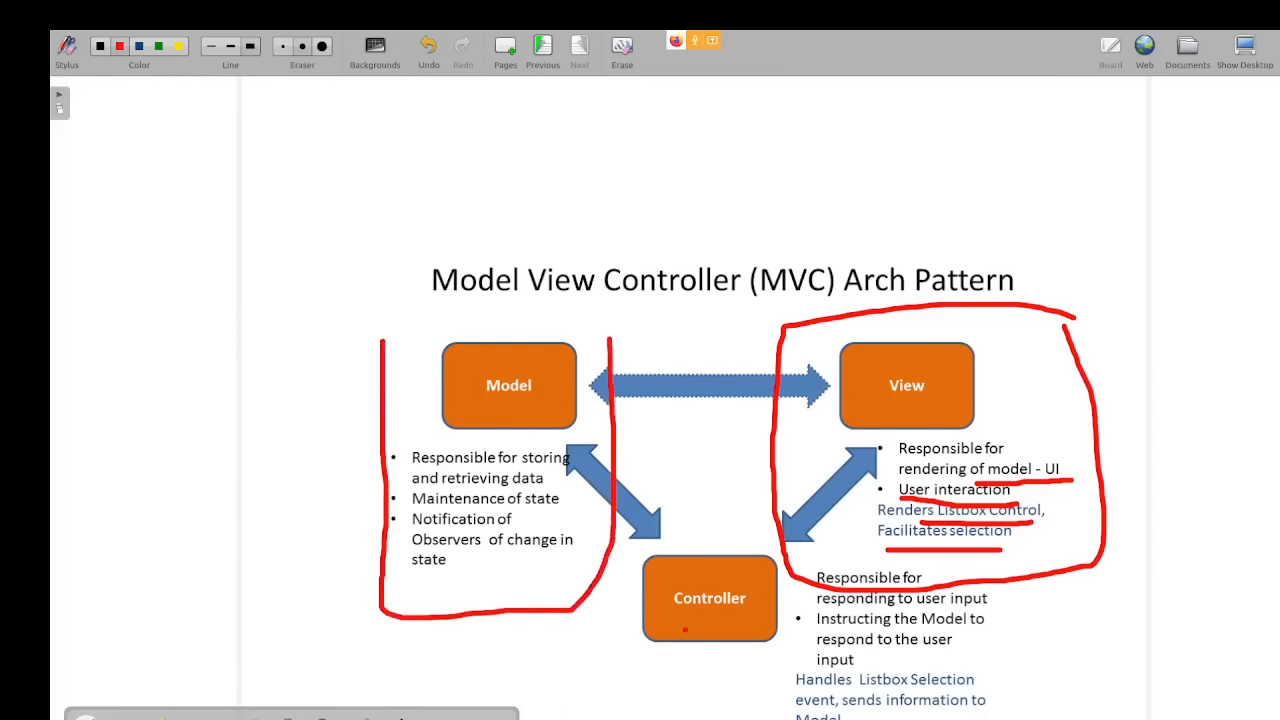 Stylus
Color
Line
Eraser
Backgrounds
Undo
Redo
Pages
Previous
Next
Erase
Board
Web
Documents
Show Desktop
Model View Controller (MVC) Arch Pattern
Model
View
• Responsible for storing
and retrieving data
• Maintenance of state
• Notification of
Observers of change in
state
• Responsible for
rendering of model - UI
• User interaction
Renders Listbox Control,
Facilitates selection
Controller
Responsible for
responding to user input
• Instructing the Model to
respond to the user
input
Handles Listbox Selection
event, sends information to
Model